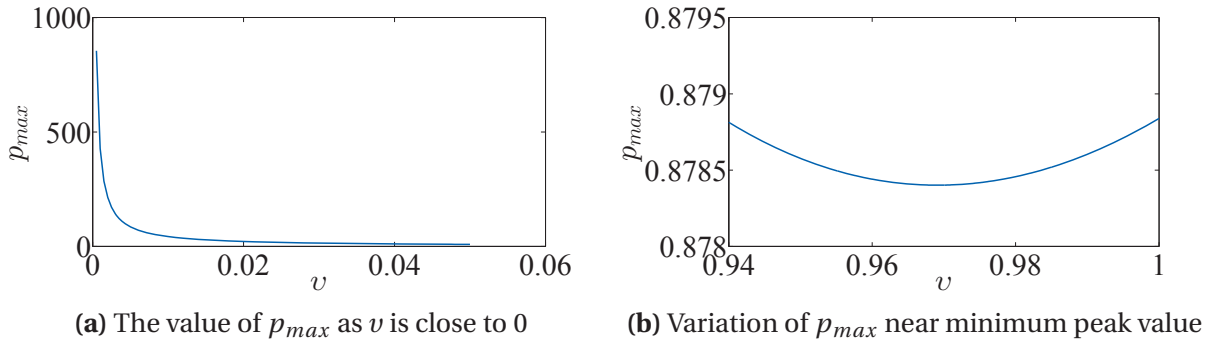 1000
500
0
p_max
0
0.02
0.04
0.06
υ
(a) The value of p_max as υ is close to 0
0.8795
0.879
0.8785
0.878
p_max
0.94
0.96
0.98
1
υ
(b) Variation of p_max near minimum peak value